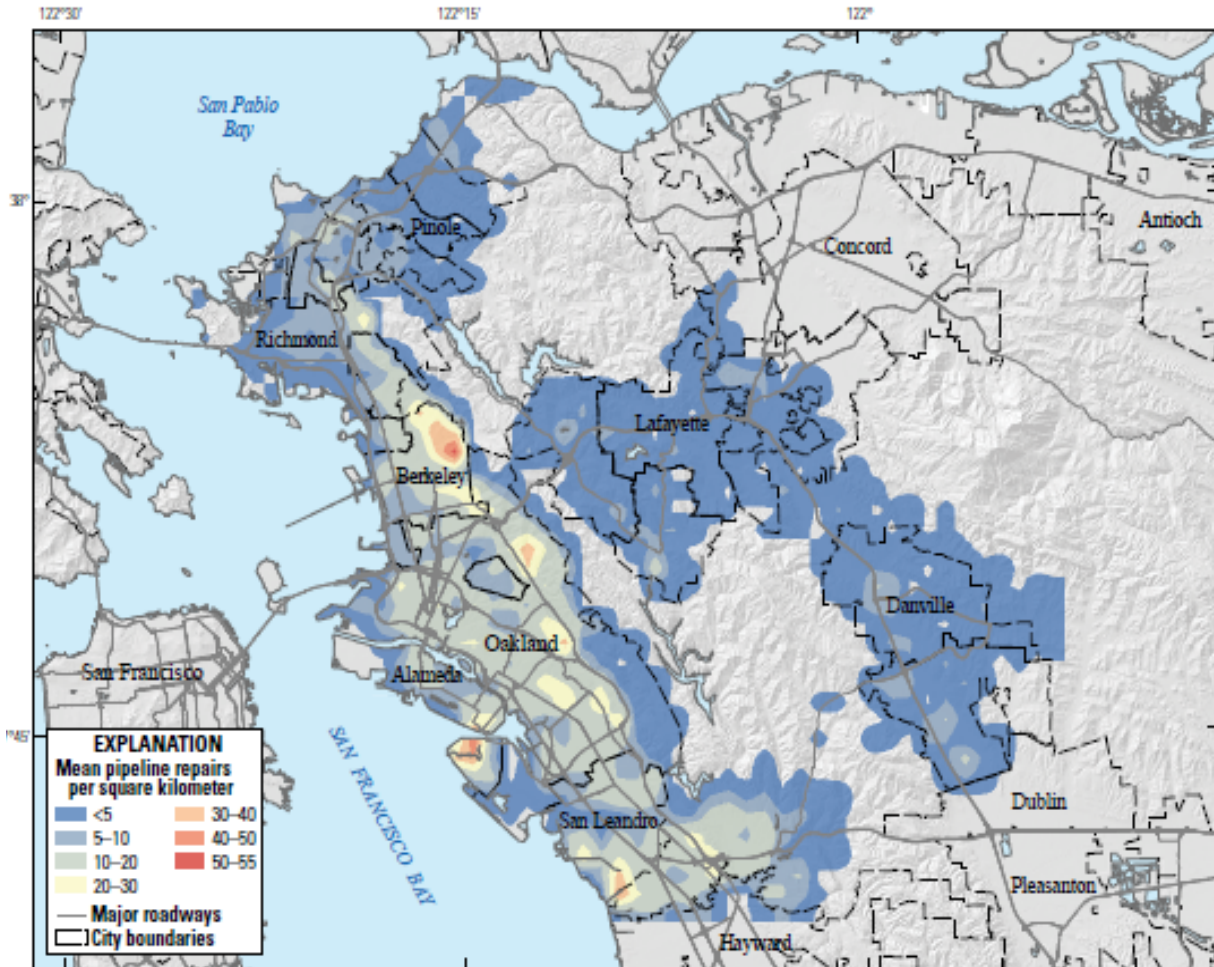 122°30'
122°15'
122°
San Pablo
Bay
38°
Pinole
Concord
Antioch
Richmond
Lafayette
Berkeley
Danville
Oakland
San Francisco
Alameda
SAN FRANCISCO BAY
San Leandro
Dublin
Pleasanton
Hayward
EXPLANATION
Mean pipeline repairs
per square kilometer
<5
30–40
5–10
40–50
10–20
50–55
20–30
Major roadways
City boundaries